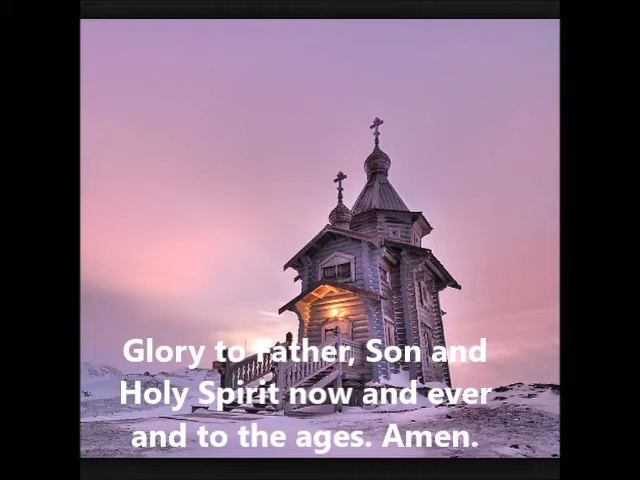 Glory to Father, Son and
Holy Spirit now and ever
and to the ages. Amen.